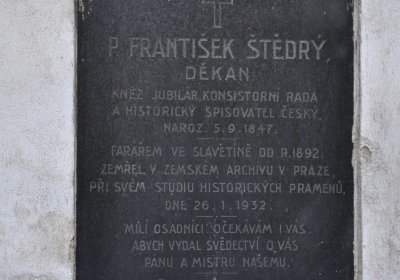 P. FRANTIŠEK ŠTĚDRÝ,
DĚKAN.
KNĚZ JUBILÁR, KONSISTORNÍ RADA
A HISTORICKÝ SPISOVATEL ČESKÝ,
NAROZ. 5. 9. 1847.
FARÁŘEM VE SLAVĚTÍNĚ OD R. 1892.
ZEMŘEL V ZEMSKÉM ARCHIVU V PRAZE,
PŘI SVÉM STUDIU HISTORICKÝCH PRAMENŮ,
DNE 26. 1. 1932.
MILÍ OSADNÍCI: OČEKÁVÁM I VÁS
ABYCH VYDAL SVĚDECTVÍ O VÁS
PÁNU A MISTRU NAŠEMU.